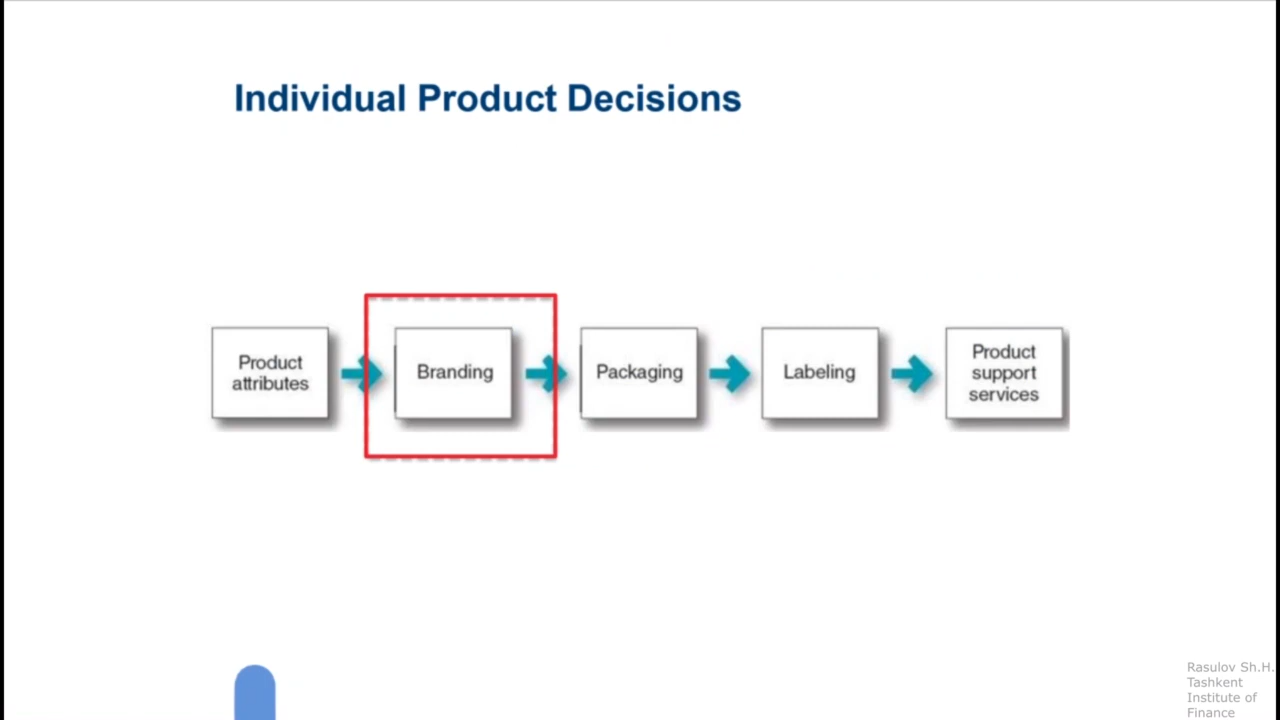 Individual Product Decisions
Product
attributes
Branding
Packaging
Labeling
Product
support
services
Rasulov Sh.H.
Tashkent
Institute of
Finance